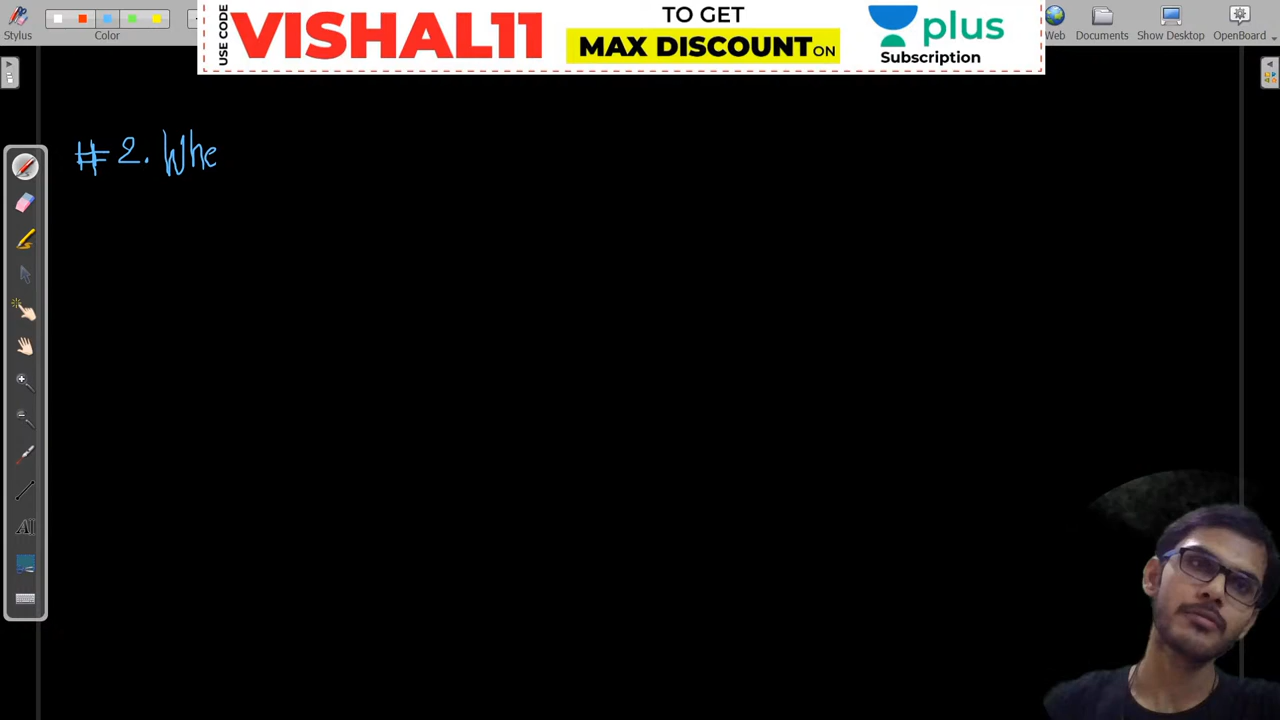 Stylus
Color
USE CODE
VISHAL11
TO GET
MAX DISCOUNT ON
plus
Subscription
Web
Documents
Show Desktop
OpenBoard
# 2. Whe
AI